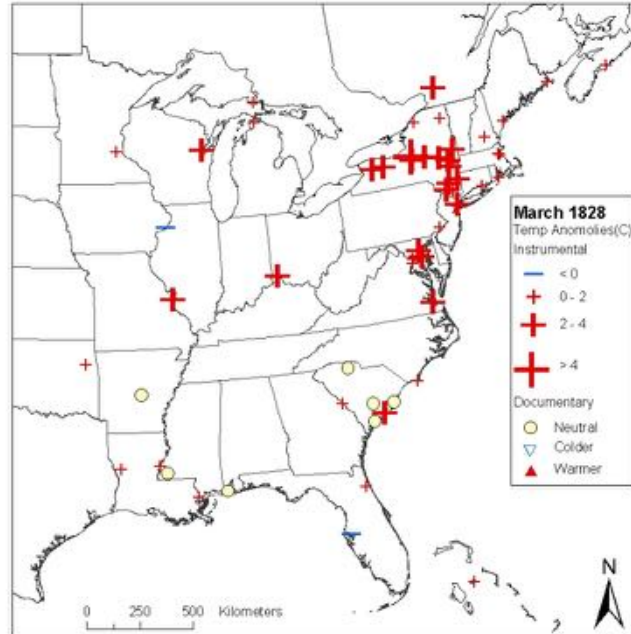 March 1828
Temp Anomolies(C)
Instrumental
< 0
0 - 2
2 - 4
> 4
Documentary
Neutral
Colder
Warmer
N
0 250 500 Kilometers